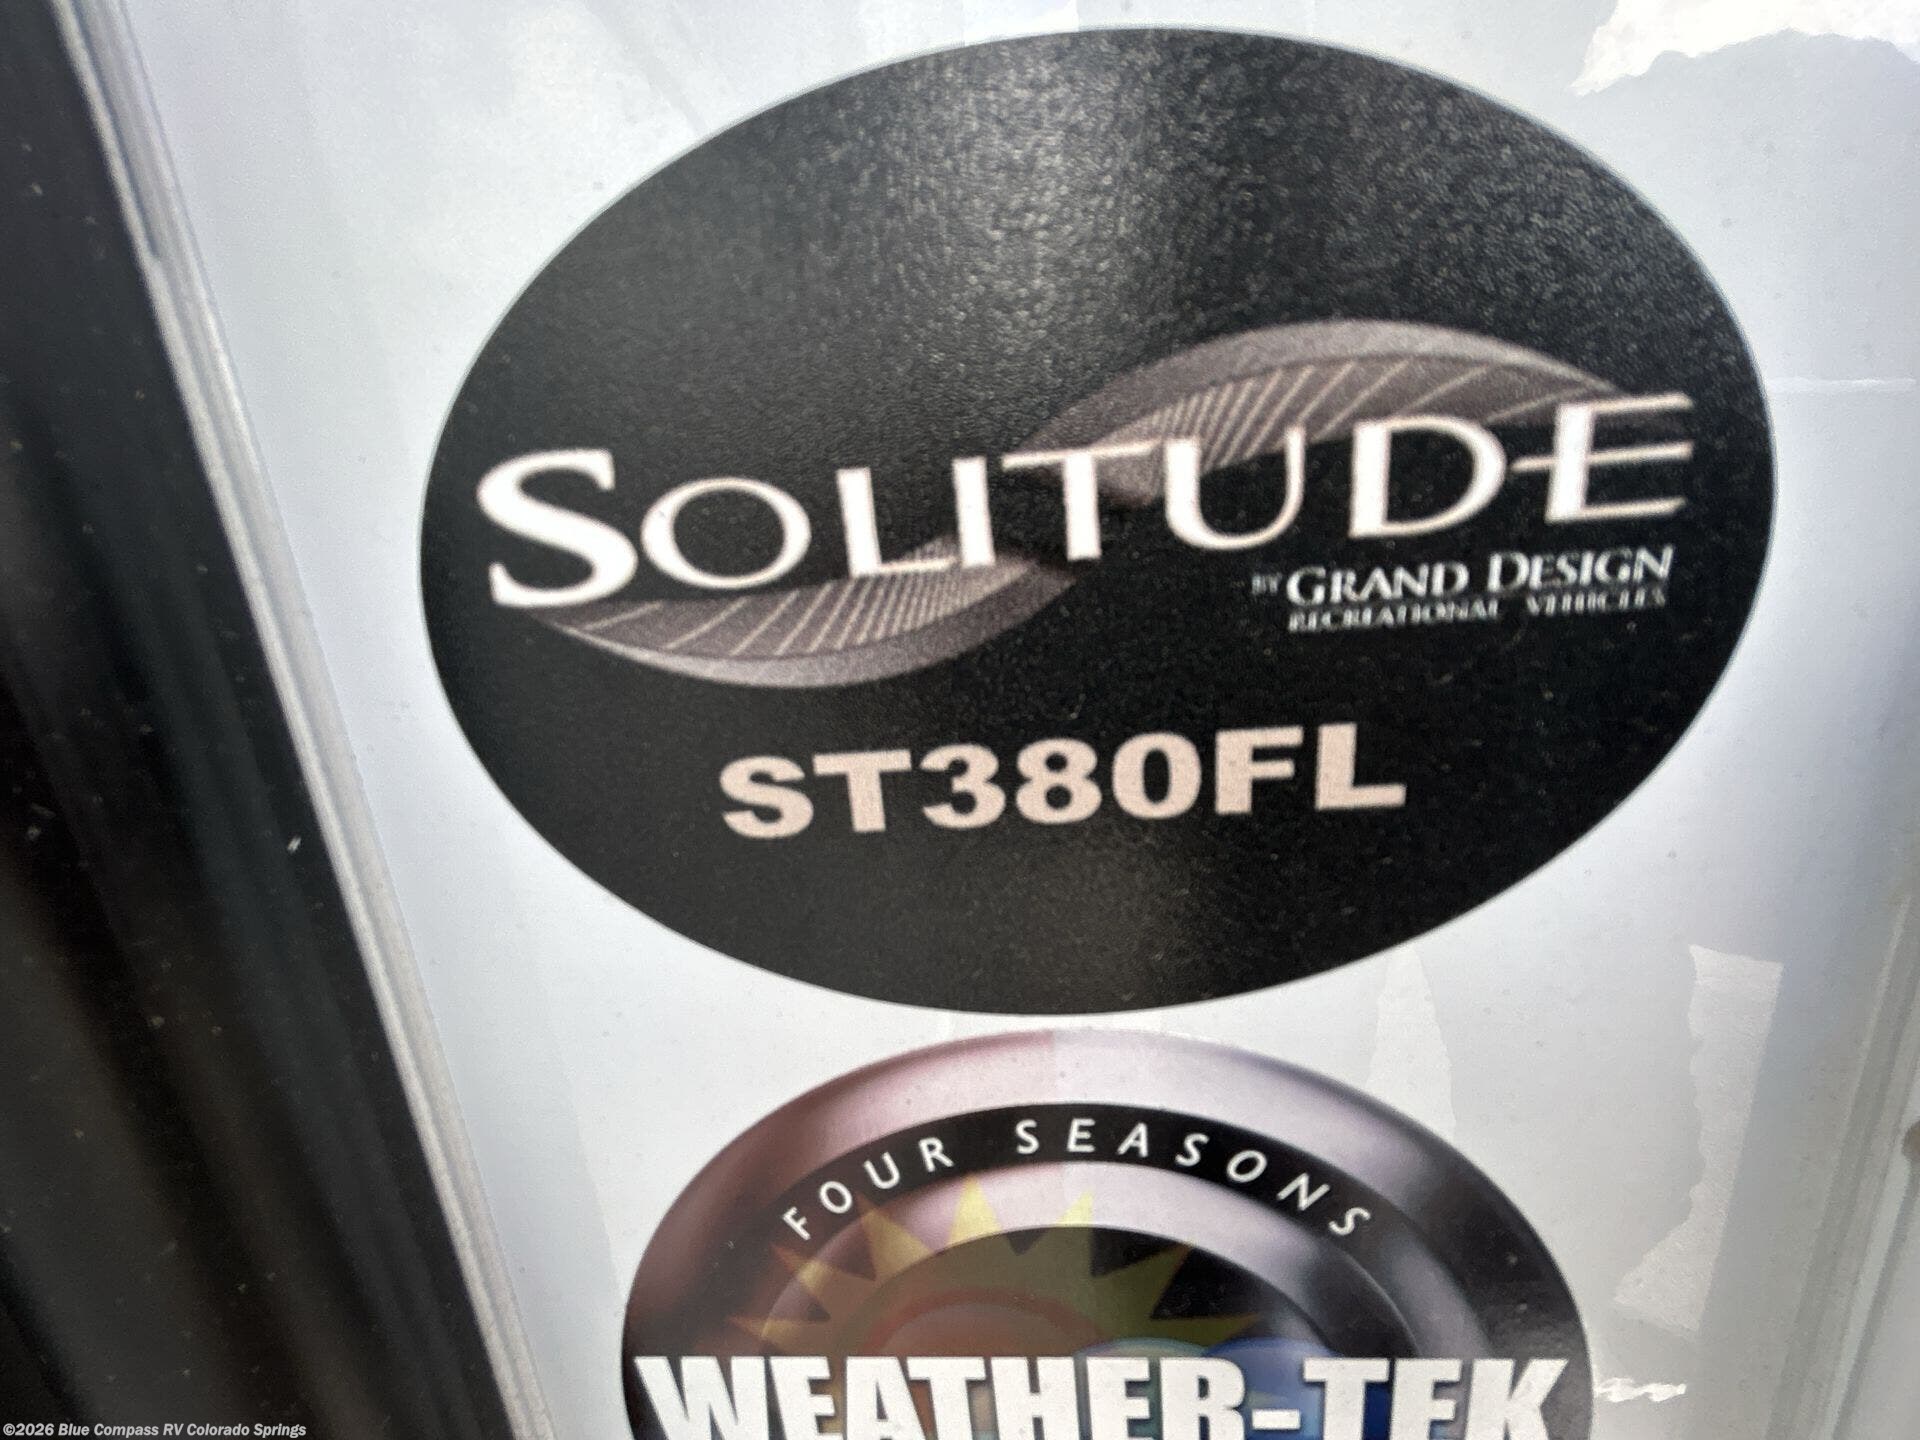 SOLITUDE
BY GRAND DESIGN
RECREATIONAL VEHICLES
ST380FL
FOUR SEASONS
WEATHER-TEK
©2026 Blue Compass RV Colorado Springs